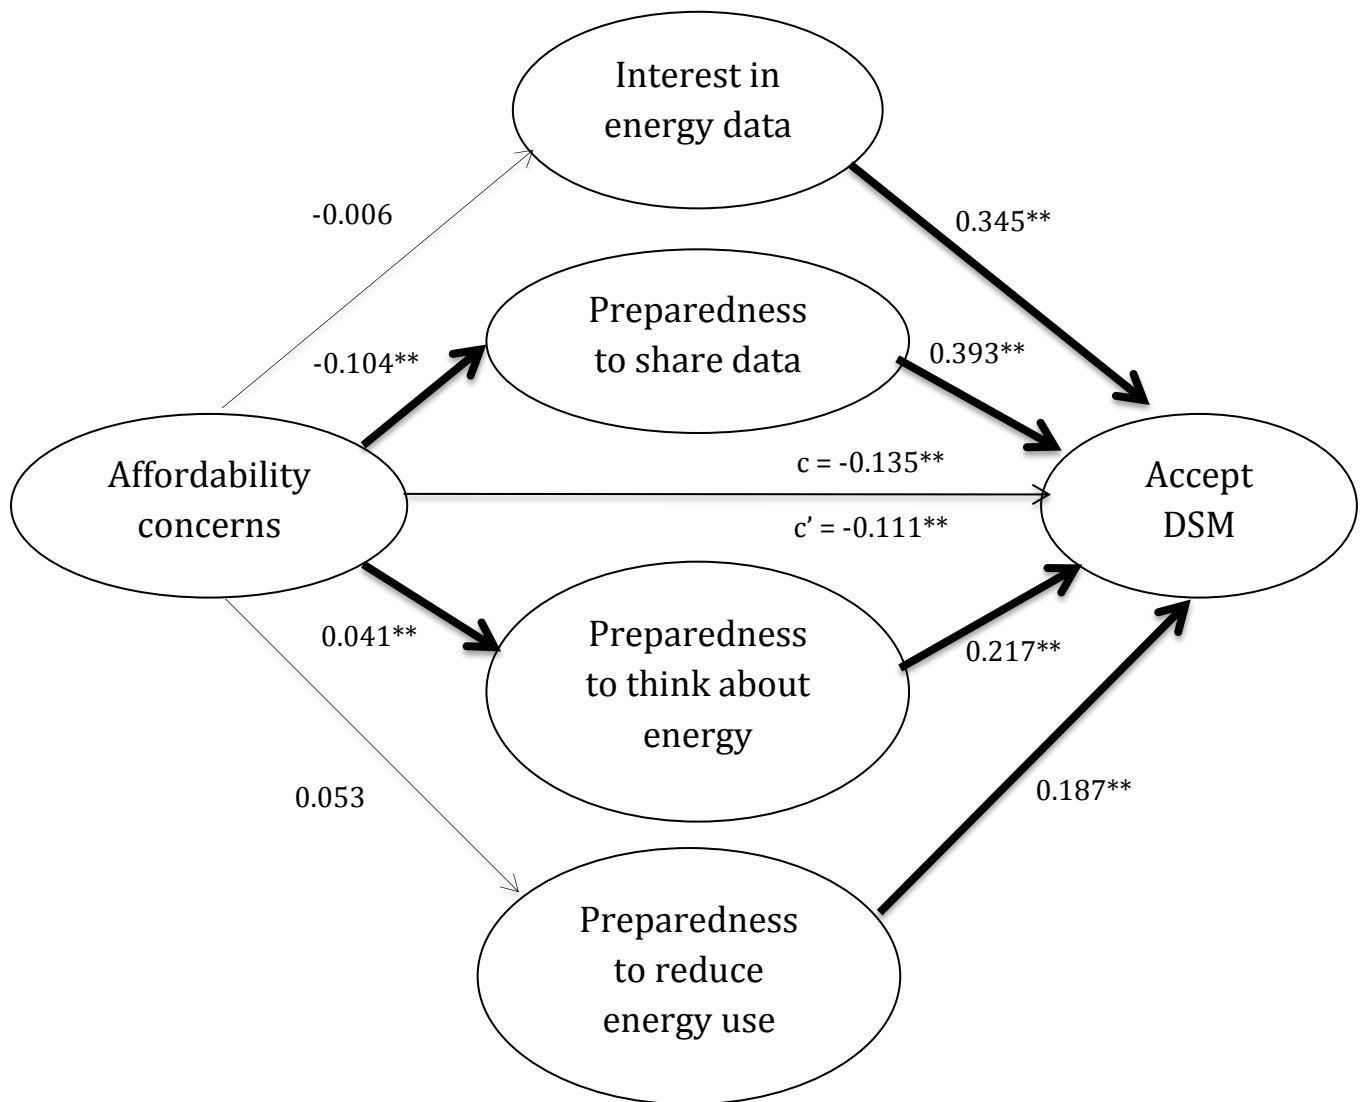 Interest in
energy data
-0.006
0.345**
Preparedness
to share data
-0.104**
0.393**
Affordability
concerns
c = -0.135**
c’ = -0.111**
Accept
DSM
0.041**
Preparedness
to think about
energy
0.217**
0.053
0.187**
Preparedness
to reduce
energy use